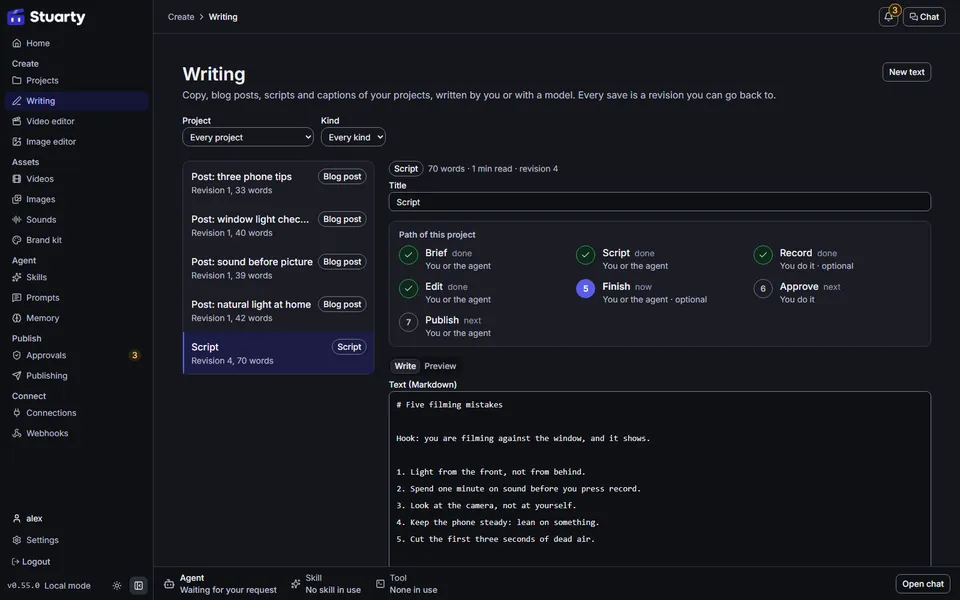 Stuarty
Home
Create
Projects
Writing
Video editor
Image editor
Assets
Videos
Images
Sounds
Brand kit
Agent
Skills
Prompts
Memory
Publish
Approvals 3
Publishing
Connect
Connections
Webhooks
alex
Settings
Logout
v0.55.0 Local mode
Create > Writing
3
Chat
Writing
New text
Copy, blog posts, scripts and captions of your projects, written by you or with a model. Every save is a revision you can go back to.
Project
Every project
Kind
Every kind
Post: three phone tips Blog post
Revision 1, 33 words
Post: window light chec... Blog post
Revision 1, 40 words
Post: sound before picture Blog post
Revision 1, 39 words
Post: natural light at home Blog post
Revision 1, 42 words
Script Script
Revision 4, 70 words
Script 70 words · 1 min read · revision 4
Title
Script
Path of this project
Brief done
You or the agent
Script done
You or the agent
Record done
You do it · optional
Edit done
You or the agent
5 Finish now
You or the agent · optional
6 Approve next
You do it
7 Publish next
You or the agent
Write Preview
Text (Markdown)
# Five filming mistakes
Hook: you are filming against the window, and it shows.
1. Light from the front, not from behind.
2. Spend one minute on sound before you press record.
3. Look at the camera, not at yourself.
4. Keep the phone steady: lean on something.
5. Cut the first three seconds of dead air.
Agent
Waiting for your request
Skill
No skill in use
Tool
None in use
Open chat